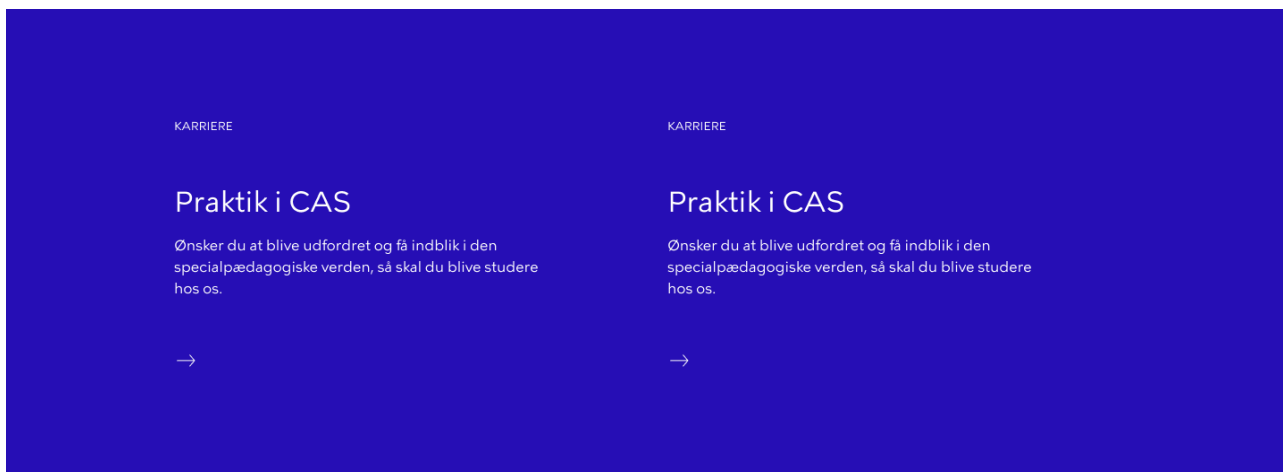 KARRIERE
Praktik i CAS
Ønsker du at blive udfordret og få indblik i den
specialpædagogiske verden, så skal du blive studere
hos os.
→
KARRIERE
Praktik i CAS
Ønsker du at blive udfordret og få indblik i den
specialpædagogiske verden, så skal du blive studere
hos os.
→